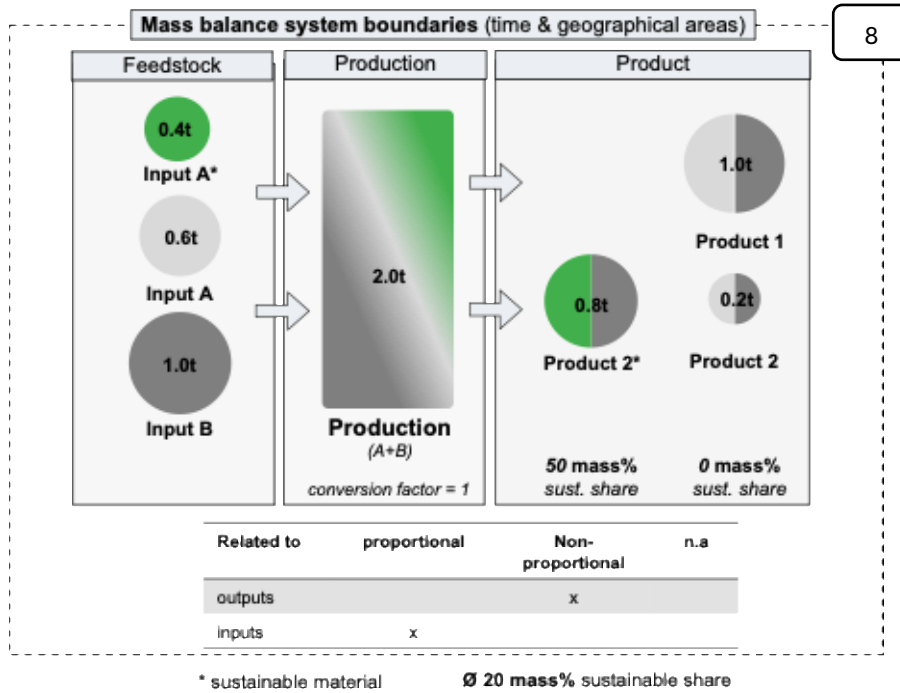 Mass balance system boundaries (time & geographical areas)
8
Feedstock
Production
Product
0.4t
Input A*
0.6t
Input A
1.0t
Input B
2.0t
Production
(A+B)
conversion factor = 1
1.0t
Product 1
0.8t
Product 2*
0.2t
Product 2
50 mass%
sust. share
0 mass%
sust. share
Related to proportional Non-proportional n.a
outputs x
inputs x
* sustainable material Ø 20 mass% sustainable share